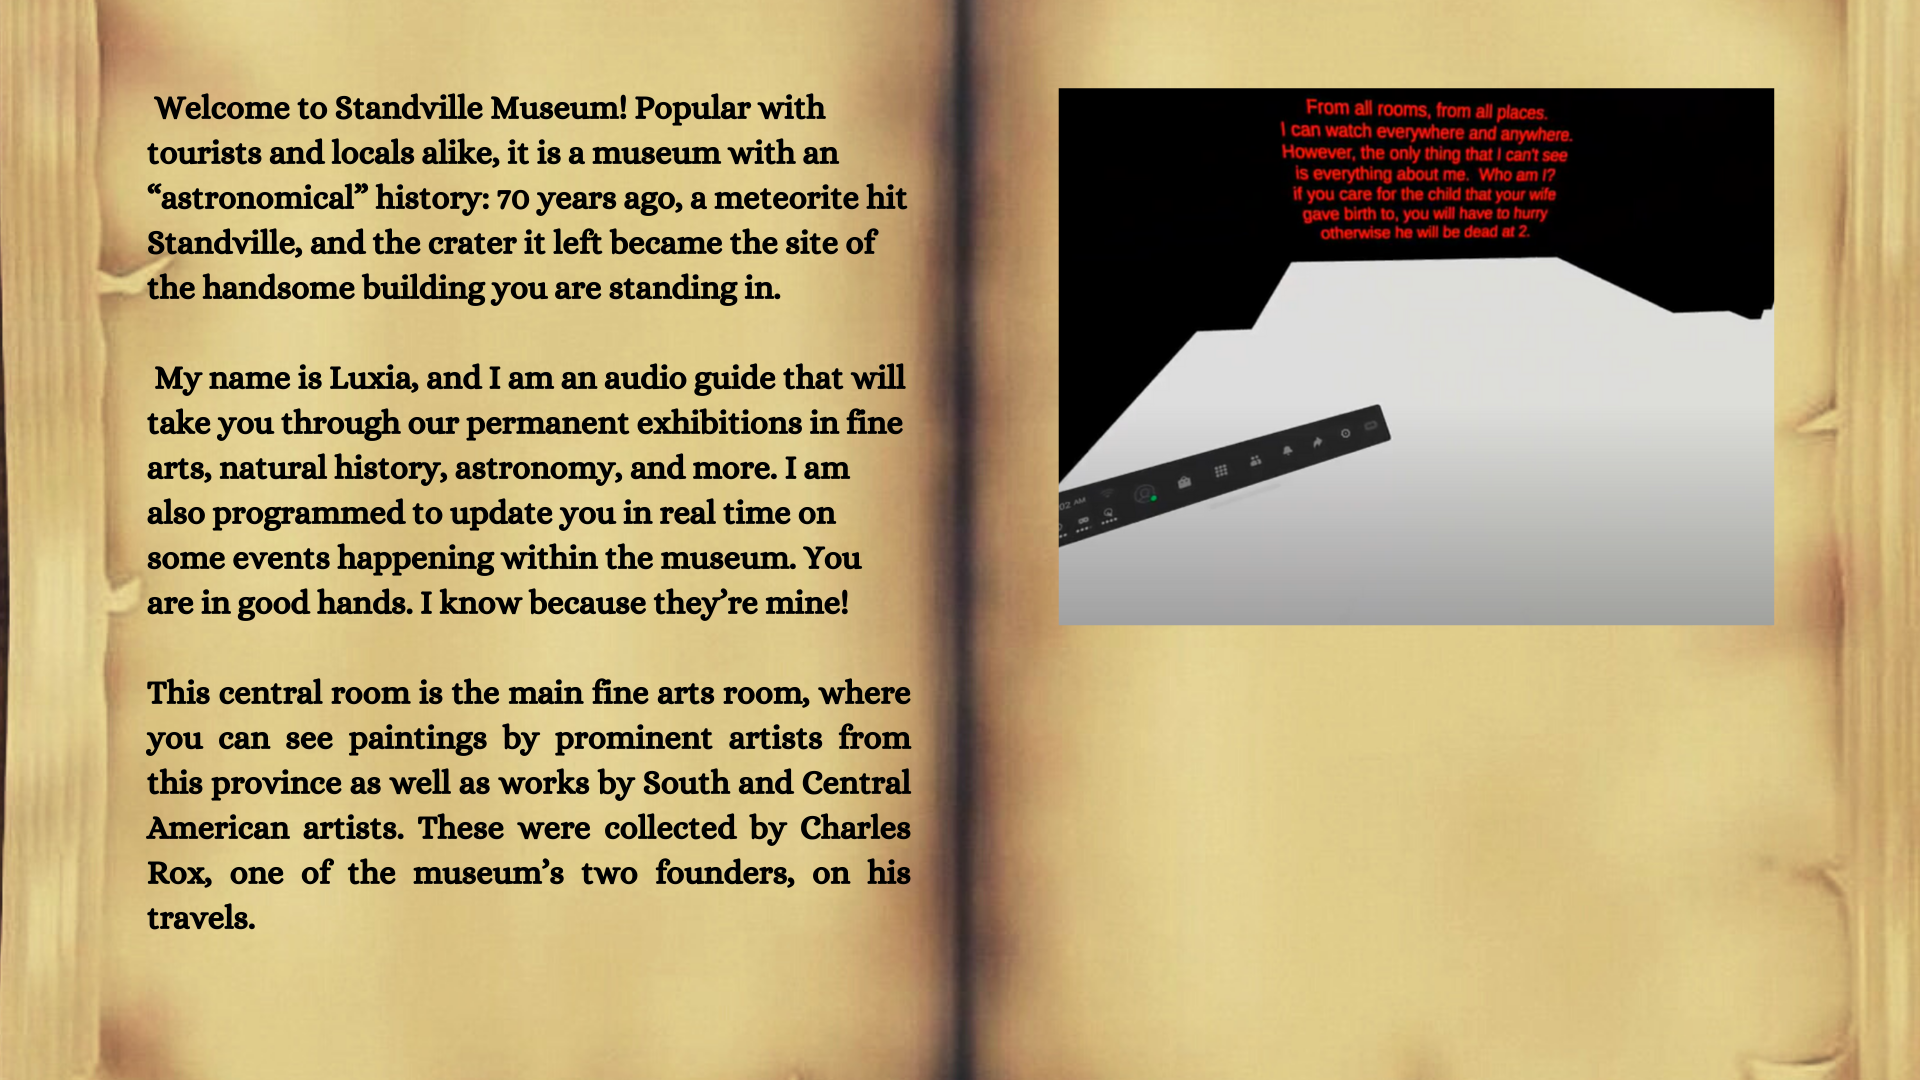 Welcome to Standville Museum! Popular with
tourists and locals alike, it is a museum with an
“astronomical” history: 70 years ago, a meteorite hit
Standville, and the crater it left became the site of
the handsome building you are standing in.
My name is Luxia, and I am an audio guide that will
take you through our permanent exhibitions in fine
arts, natural history, astronomy, and more. I am
also programmed to update you in real time on
some events happening within the museum. You
are in good hands. I know because they’re mine!
This central room is the main fine arts room, where
you can see paintings by prominent artists from
this province as well as works by South and Central
American artists. These were collected by Charles
Rox, one of the museum’s two founders, on his
travels.
From all rooms, from all places.
I can watch everywhere and anywhere.
However, the only thing that I can't see
is everything about me. Who am I?
if you care for the child that your wife
gave birth to, you will have to hurry
otherwise he will be dead at 2.
02 AM